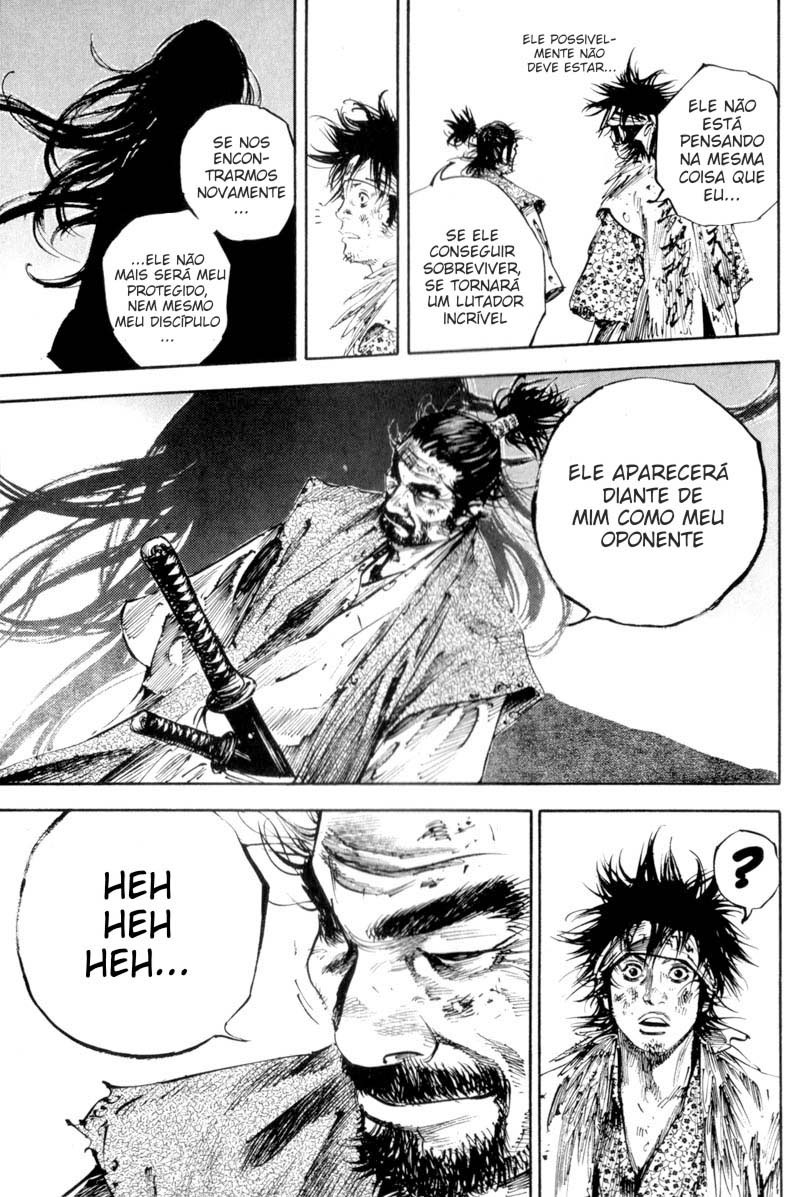 ELE NÃO
ESTÁ
PENSANDO
NA MESMA
COISA QUE
EU...
ELE POSSIVEL-
MENTE NÃO
DEVE ESTAR...
SE ELE
CONSEGUIR
SOBREVIVER,
SE TORNARÁ
UM LUTADOR
INCRÍVEL
SE NOS
ENCON-
TRARMOS
NOVAMENTE
...
...ELE NÃO
MAIS SERÁ MEU
PROTEGIDO,
NEM MESMO
MEU DISCÍPULO
...
ELE APARECERÁ
DIANTE DE
MIM COMO MEU
OPONENTE
?
HEH
HEH
HEH...